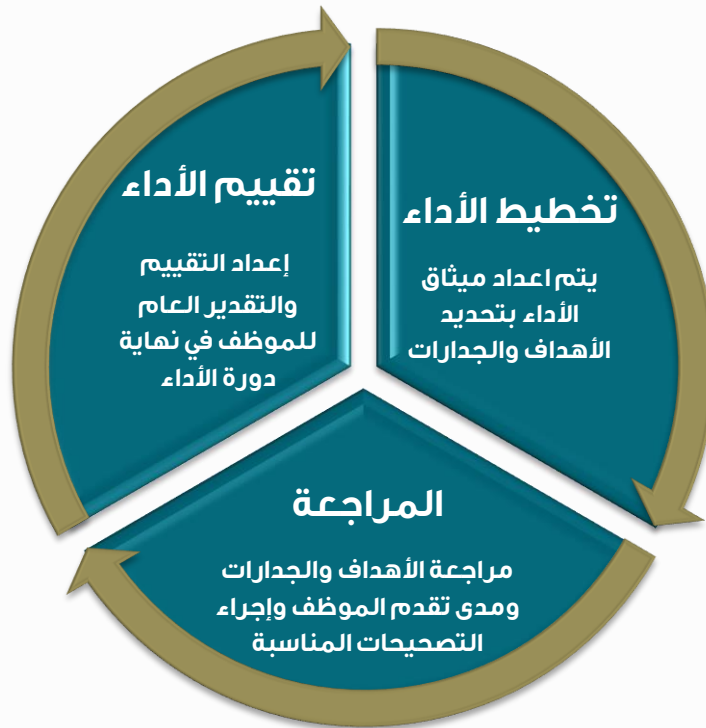 تخطيط الأداء
يتم اعداد ميثاق
الأداء بتحديد
الأهداف والجدارات
المراجعة
مراجعة الأهداف والجدارات
ومدى تقدم الموظف وإجراء
التصحيحات المناسبة
تقييم الأداء
إعداد التقييم
والتقدير العام
للموظف في نهاية
دورة الأداء